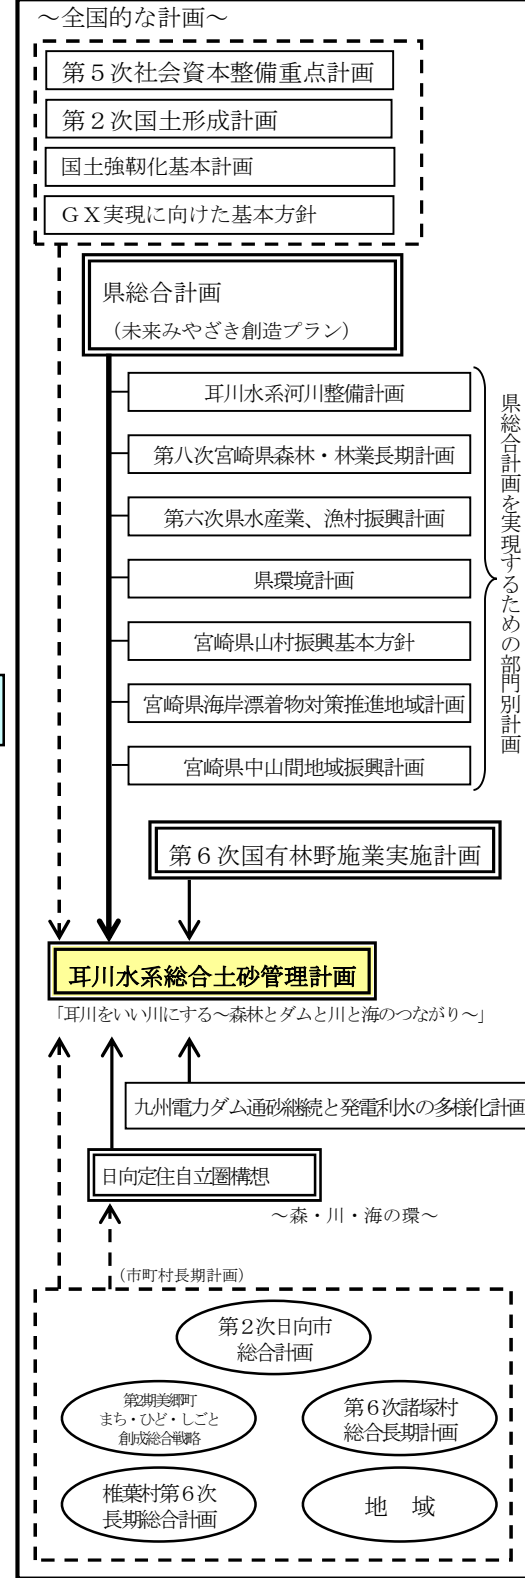 ～全国的な計画～
第５次社会資本整備重点計画
第２次国土形成計画
国土強靭化基本計画
ＧＸ実現に向けた基本方針
県総合計画
（未来みやざき創造プラン）
耳川水系河川整備計画
第八次宮崎県森林・林業長期計画
第六次県水産業、漁村振興計画
県環境計画
宮崎県山村振興基本方針
宮崎県海岸漂着物対策推進地域計画
宮崎県中山間地域振興計画
県総合計画を実現するための部門別計画
第６次国有林野施業実施計画
耳川水系総合土砂管理計画
「耳川をいい川にする～森林とダムと川と海のつながり～」
九州電力ダム通砂継続と発電利水の多様化計画
日向定住自立圏構想
～森・川・海の環～
（市町村長期計画）
第２次日向市
総合計画
第2期美郷町
まち・ひど・しごと
創成総合戦略
第６次諸塚村
総合長期計画
椎葉村第６次
長期総合計画
地　域